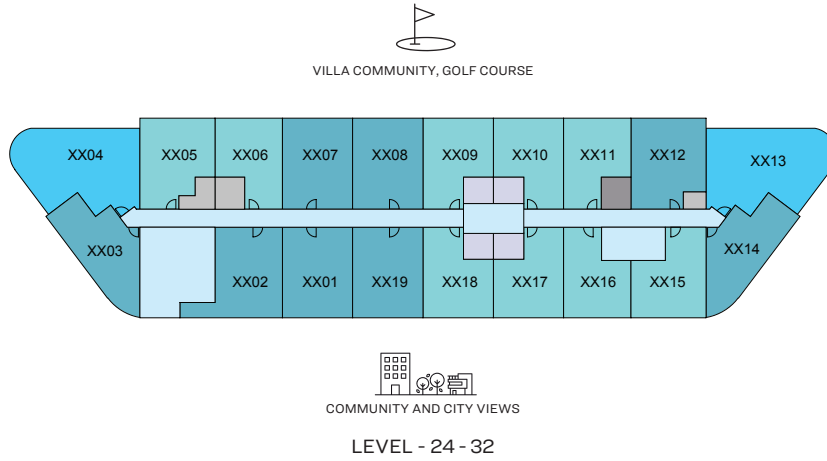 VILLA COMMUNITY, GOLF COURSE
XX04
XX05
XX06
XX07
XX08
XX09
XX10
XX11
XX12
XX13
XX03
XX02
XX01
XX19
XX18
XX17
XX16
XX15
XX14
COMMUNITY AND CITY VIEWS
LEVEL - 24 - 32